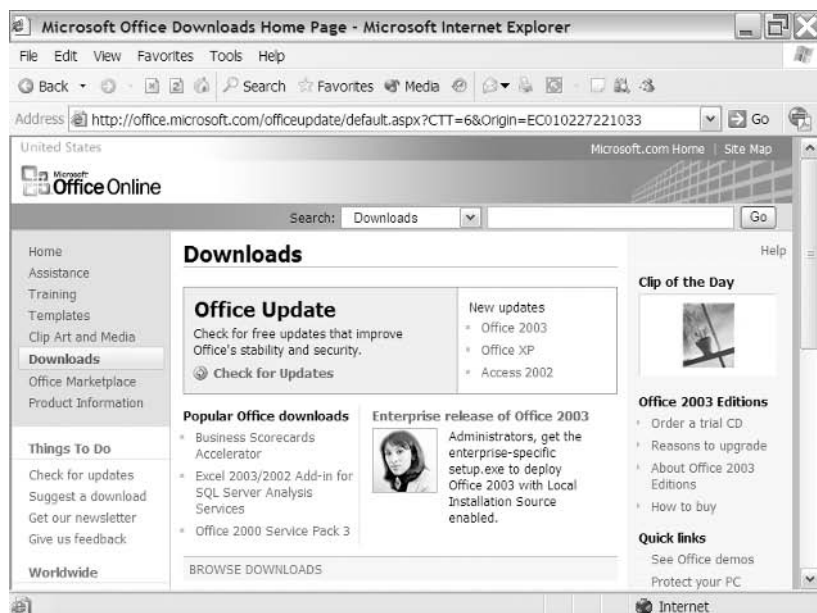 Microsoft Office Downloads Home Page - Microsoft Internet Explorer
File Edit View Favorites Tools Help
Back Search Favorites Media
Address http://office.microsoft.com/officeupdate/default.aspx?CTT=6&Origin=EC010227221033 Go
United States Microsoft.com Home | Site Map
Microsoft
Office Online
Search: Downloads Go
Home
Assistance
Training
Templates
Clip Art and Media
Downloads
Office Marketplace
Product Information
Things To Do
Check for updates
Suggest a download
Get our newsletter
Give us feedback
Worldwide
Downloads
Office Update
Check for free updates that improve
Office's stability and security.
Check for Updates
New updates
Office 2003
Office XP
Access 2002
Popular Office downloads
Business Scorecards
Accelerator
Excel 2003/2002 Add-in for
SQL Server Analysis
Services
Office 2000 Service Pack 3
Enterprise release of Office 2003
Administrators, get the
enterprise-specific
setup.exe to deploy
Office 2003 with Local
Installation Source
enabled.
BROWSE DOWNLOADS
Help
Clip of the Day
Office 2003 Editions
Order a trial CD
Reasons to upgrade
About Office 2003
Editions
How to buy
Quick links
See Office demos
Protect your PC
Internet